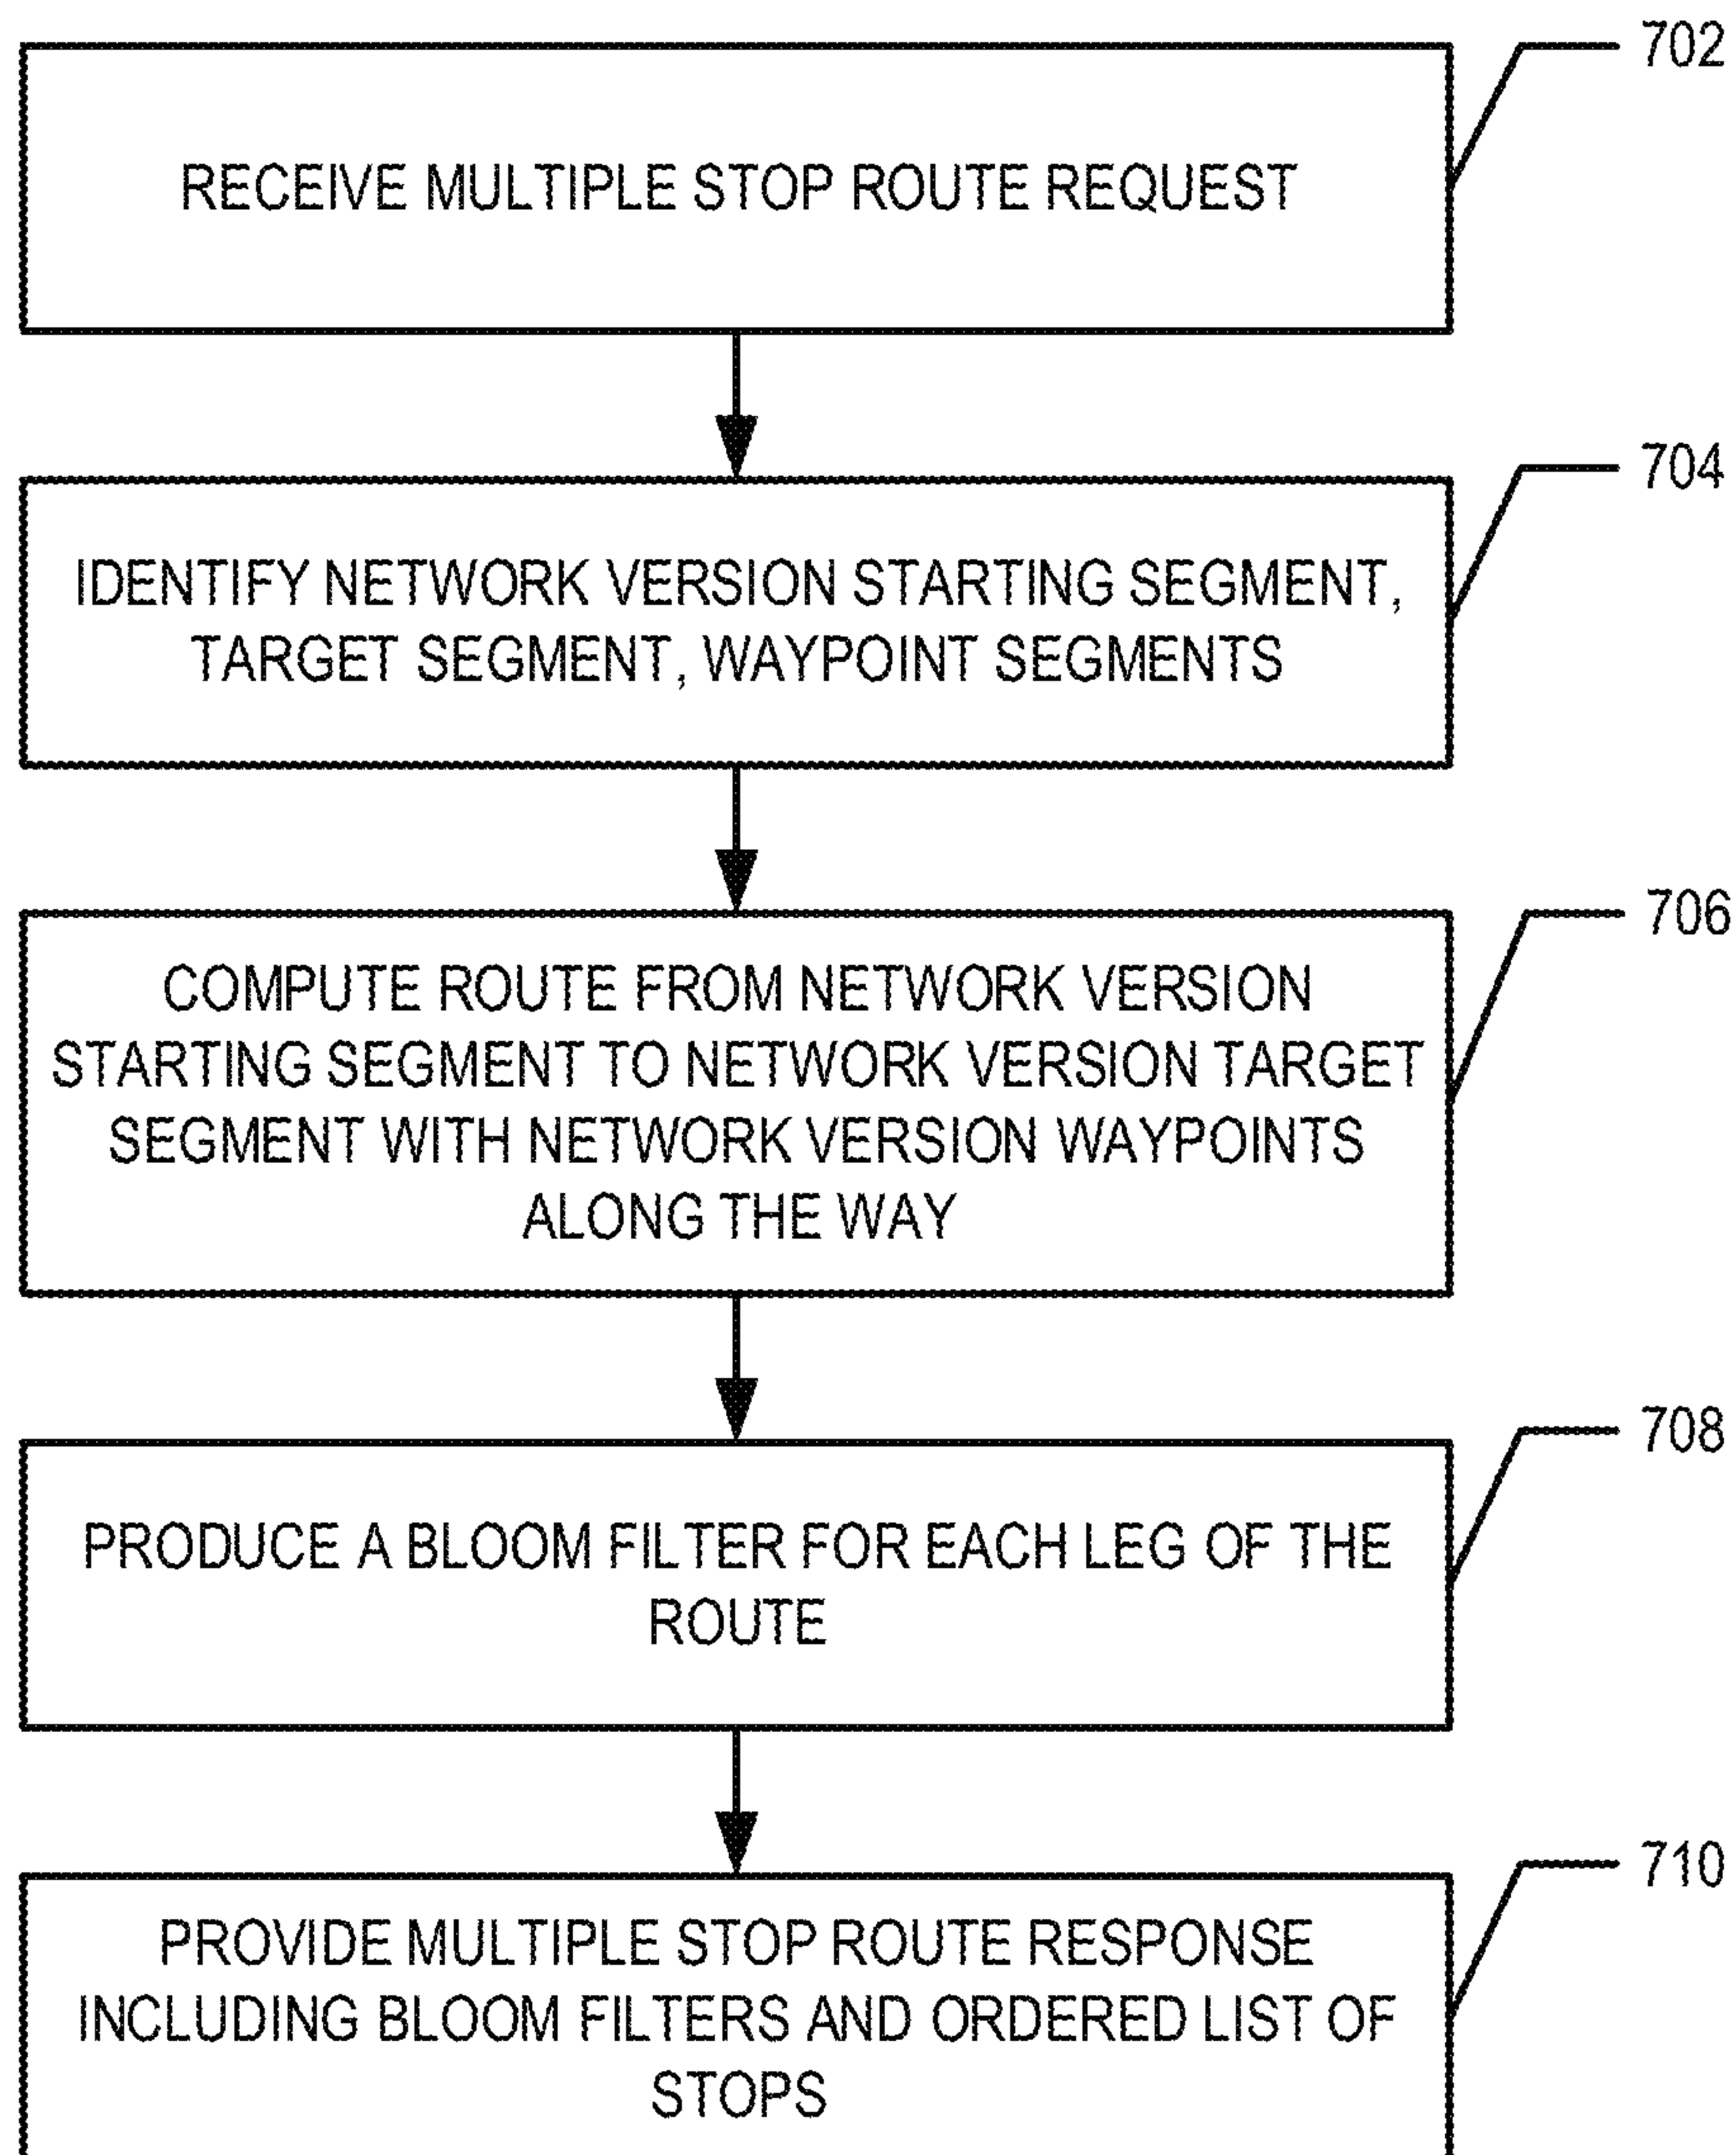 702
RECEIVE MULTIPLE STOP ROUTE REQUEST
704
IDENTIFY NETWORK VERSION STARTING SEGMENT,
TARGET SEGMENT, WAYPOINT SEGMENTS
706
COMPUTE ROUTE FROM NETWORK VERSION
STARTING SEGMENT TO NETWORK VERSION TARGET
SEGMENT WITH NETWORK VERSION WAYPOINTS
ALONG THE WAY
708
PRODUCE A BLOOM FILTER FOR EACH LEG OF THE
ROUTE
710
PROVIDE MULTIPLE STOP ROUTE RESPONSE
INCLUDING BLOOM FILTERS AND ORDERED LIST OF
STOPS